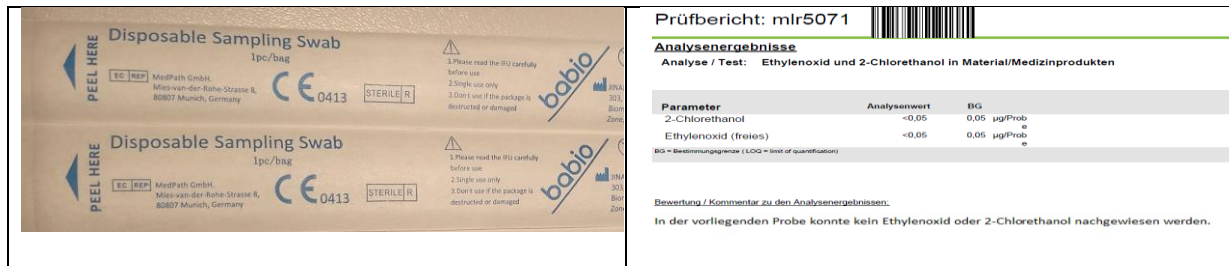 PEEL HERE
Disposable Sampling Swab
1pc/bag
EC REP MedPath GmbH.
Mies-van-der-Rohe-Strasse 8,
80807 Munich, Germany
CE 0413
STERILE R
1.Please read the IFU carefully
before use
2.Single use only
3.Don't use if the package is
destructed or damaged
babio
303,
Zone,
PEEL HERE
Disposable Sampling Swab
1pc/bag
EC REP MedPath GmbH.
Mies-van-der-Rohe-Strasse 8,
80807 Munich, Germany
CE 0413
STERILE R
1.Please read the IFU carefully
before use
2.Single use only
3.Don't use if the package is
destructed or damaged
babio
303
Prüfbericht: mlr5071
Analysenergebnisse
Analyse / Test: Ethylenoxid und 2-Chlorethanol in Material/Medizinprodukten
Parameter Analysenwert BG
2-Chlorethanol <0,05 0,05 µg/Prob
e
Ethylenoxid (freies) <0,05 0,05 µg/Prob
e
BG = Bestimmungsgrenze ( LOQ = limit of quantification)
Bewertung / Kommentar zu den Analysenergebnissen:
In der vorliegenden Probe konnte kein Ethylenoxid oder 2-Chlorethanol nachgewiesen werden.